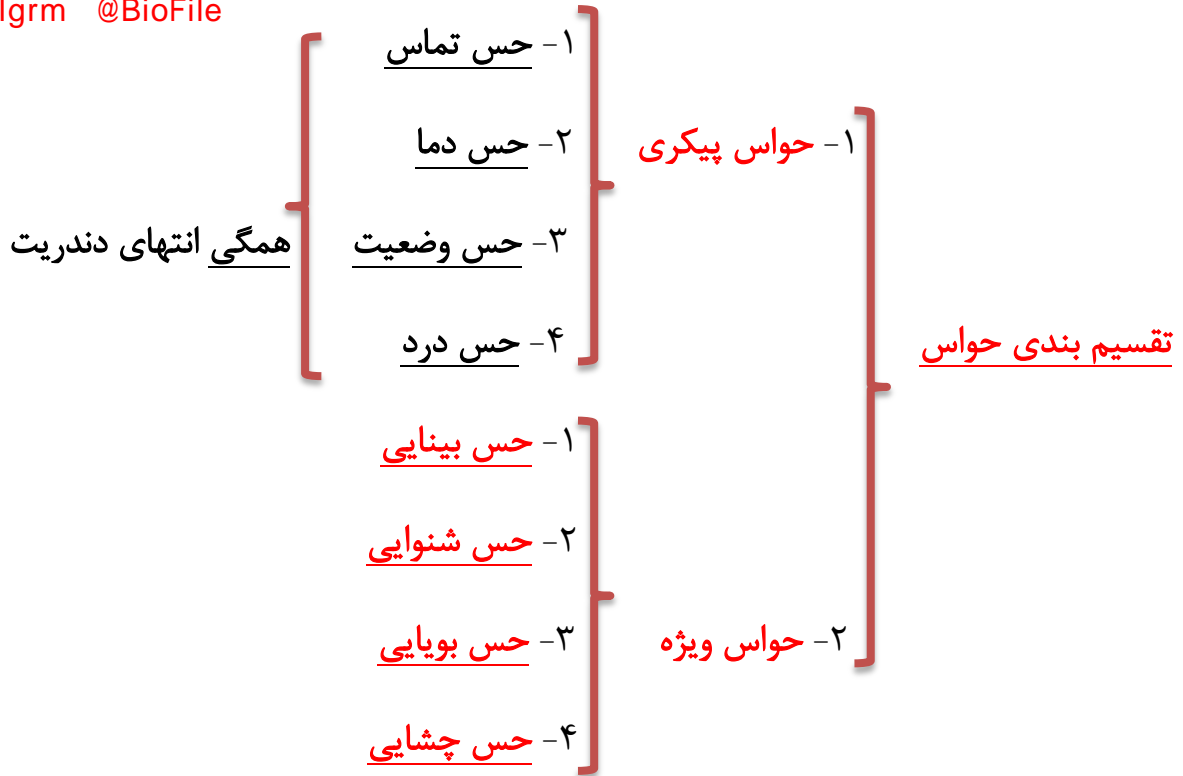 lgrm @BioFile
۱- حس تماس
۱- حواس پیکری
۲- حس دما
۳- حس وضعیت
همگی انتهای دندریت
۴- حس درد
تقسیم بندی حواس
۱- حس بینایی
۲- حس شنوایی
۲- حواس ویژه
۳- حس بویایی
۴- حس چشایی